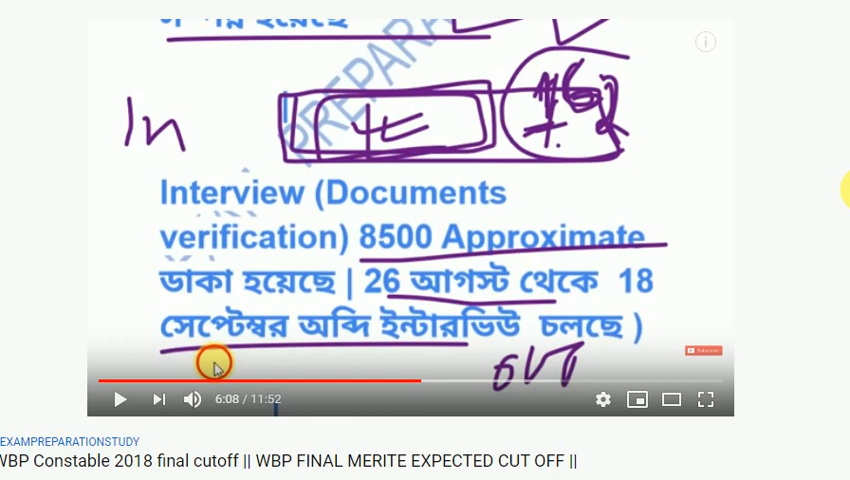 PREPARA
In
Interview (Documents
verification) 8500 Approximate
ডাকা হয়েছে | 26 আগস্ট থেকে 18
সেপ্টেম্বর অব্দি ইন্টারভিউ চলছে )
6:08 / 11:52
EXAMPREPARATIONSTUDY
WBP Constable 2018 final cutoff || WBP FINAL MERITE EXPECTED CUT OFF ||